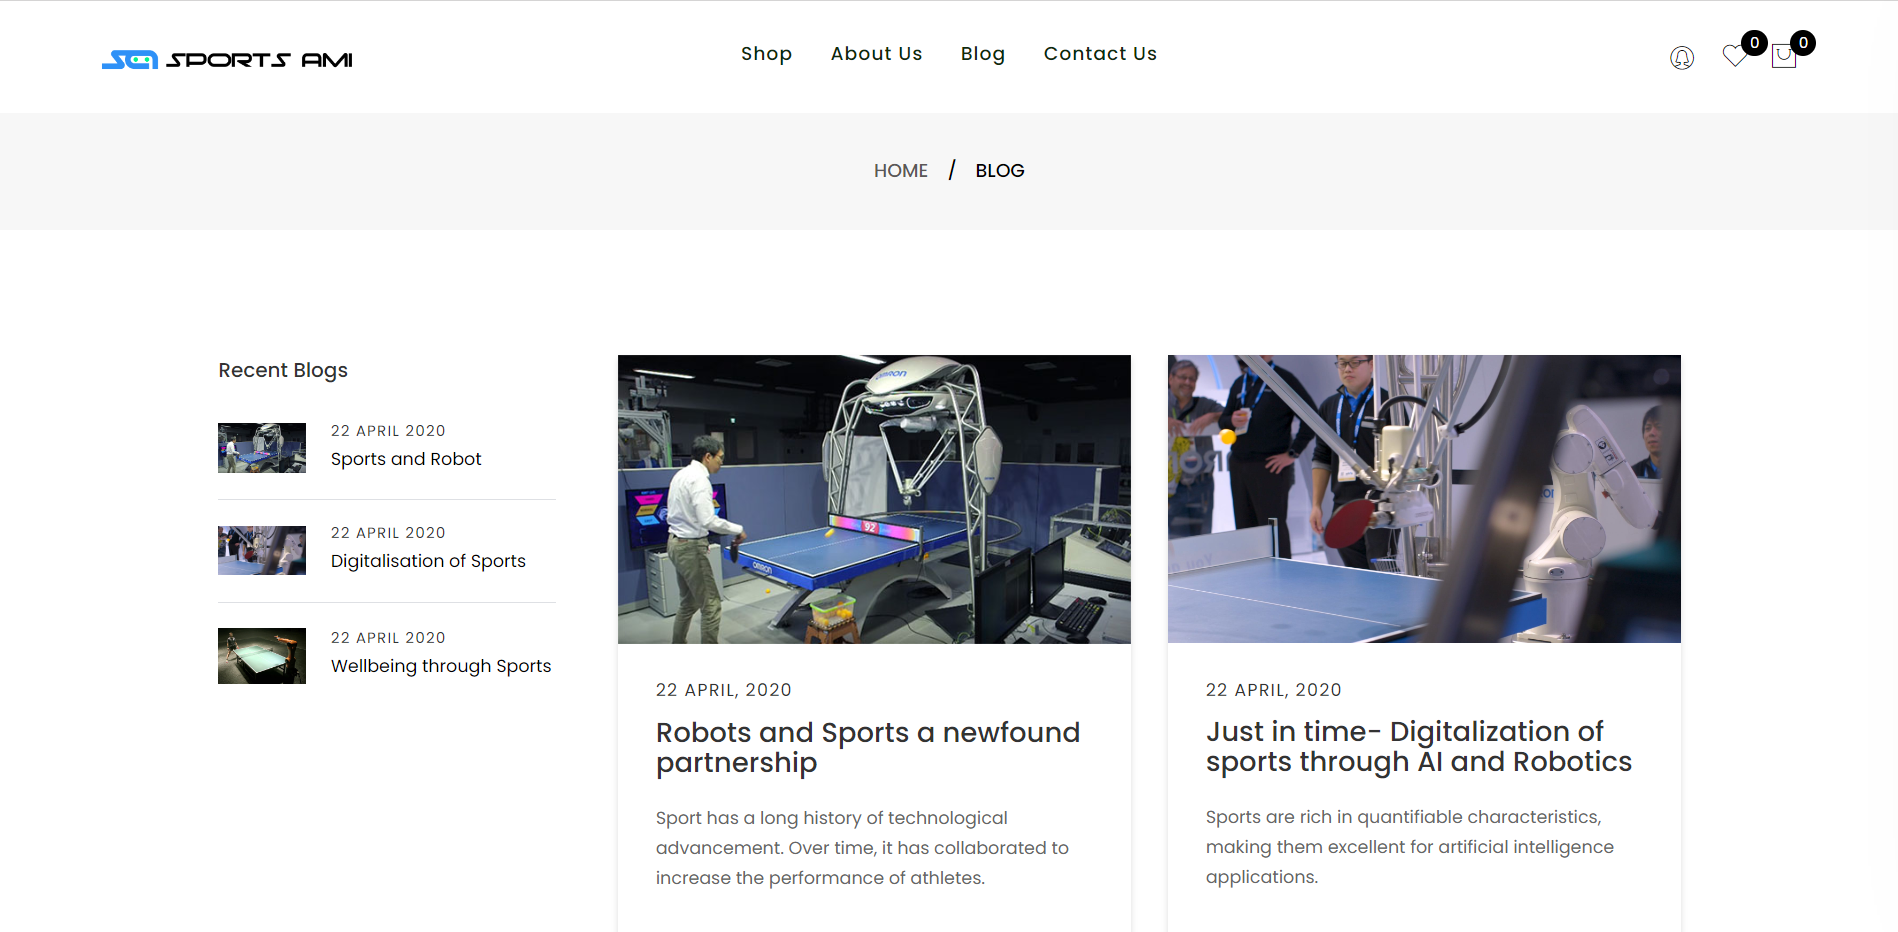 SPORTS AMI
Shop
About Us
Blog
Contact Us
0
0
HOME / BLOG
Recent Blogs
22 APRIL 2020
Sports and Robot
22 APRIL 2020
Digitalisation of Sports
22 APRIL 2020
Wellbeing through Sports
OMRON
92
OMRON
22 APRIL, 2020
Robots and Sports a newfound
partnership
Sport has a long history of technological
advancement. Over time, it has collaborated to
increase the performance of athletes.
22 APRIL, 2020
Just in time- Digitalization of
sports through AI and Robotics
Sports are rich in quantifiable characteristics,
making them excellent for artificial intelligence
applications.